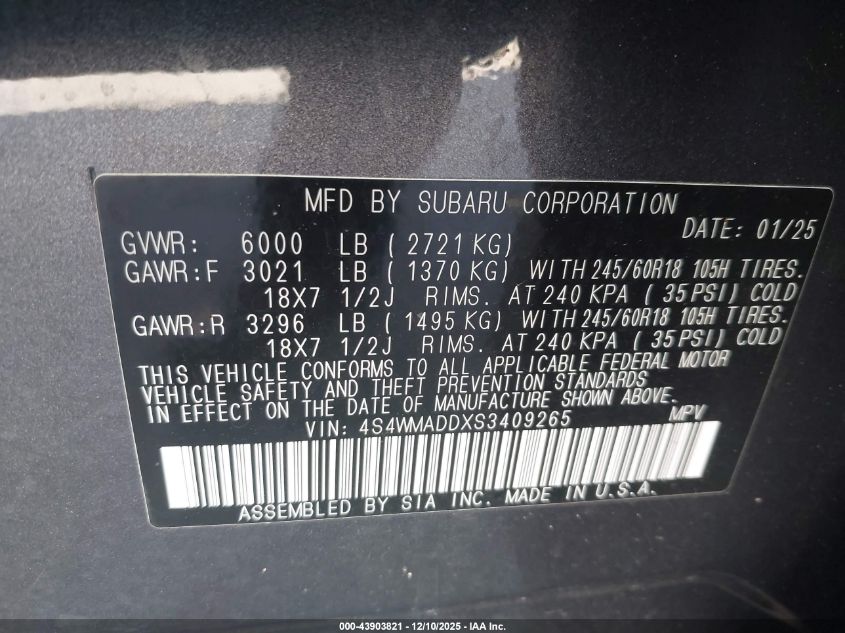 MFD BY SUBARU CORPORATION
DATE: 01/25
GVWR: 6000 LB ( 2721 KG)
GAWR:F 3021 LB ( 1370 KG) WITH 245/60R18 105H TIRES.
18X7 1/2J RIMS. AT 240 KPA ( 35 PSI) COLD
GAWR:R 3296 LB ( 1495 KG) WITH 245/60R18 105H TIRES.
18X7 1/2J RIMS. AT 240 KPA ( 35 PSI) COLD
THIS VEHICLE CONFORMS TO ALL APPLICABLE FEDERAL MOTOR
VEHICLE SAFETY AND THEFT PREVENTION STANDARDS
IN EFFECT ON THE DATE OF MANUFACTURE SHOWN ABOVE.
VIN: 4S4WMADDXS3409265 MPV
ASSEMBLED BY SIA INC. MADE IN U.S.A.
000-43903821 - 12/10/2025 - IAA Inc.